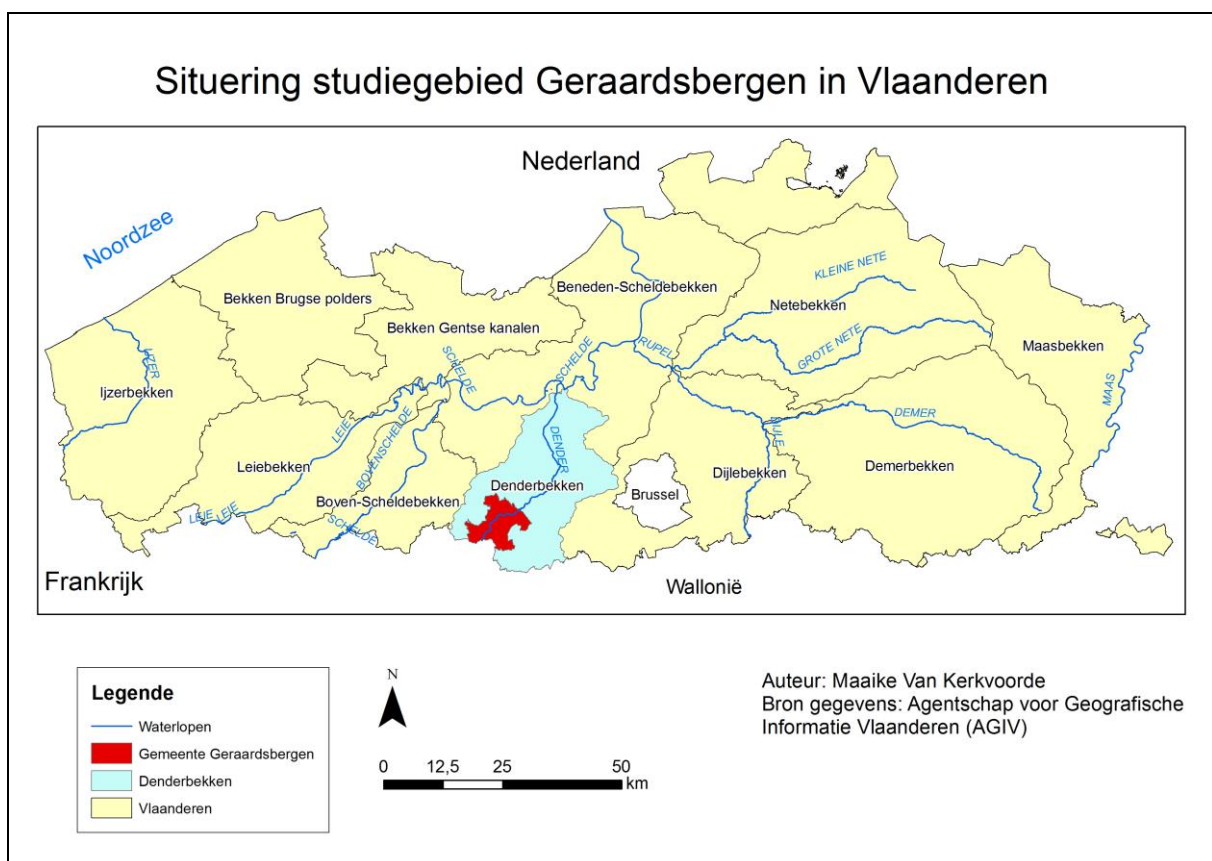 Situering studiegebied Geraardsbergen in Vlaanderen
Nederland
Noordzee
KLEINE NETE
Beneden-Scheldebekken
Bekken Brugse polders
Netebekken
Bekken Gentse kanalen
Maasbekken
GROTE NETE
RUPEL
SCHELDE
SCHELDE
IJZER
Ijzerbekken
MAAS
DEMER
LEIE
DIJLE
DENDER
BOVENSCHELDE
Leiebekken
Dijlebekken
Demerbekken
Denderbekken
Brussel
Boven-Scheldebekken
LEIE
LEIE
SCHELDE
Frankrijk
Wallonië
Legende
Waterlopen
Gemeente Geraardsbergen
Denderbekken
Vlaanderen
N
0 12,5 25 50
km
Auteur: Maaike Van Kerkvoorde
Bron gegevens: Agentschap voor Geografische
Informatie Vlaanderen (AGIV)